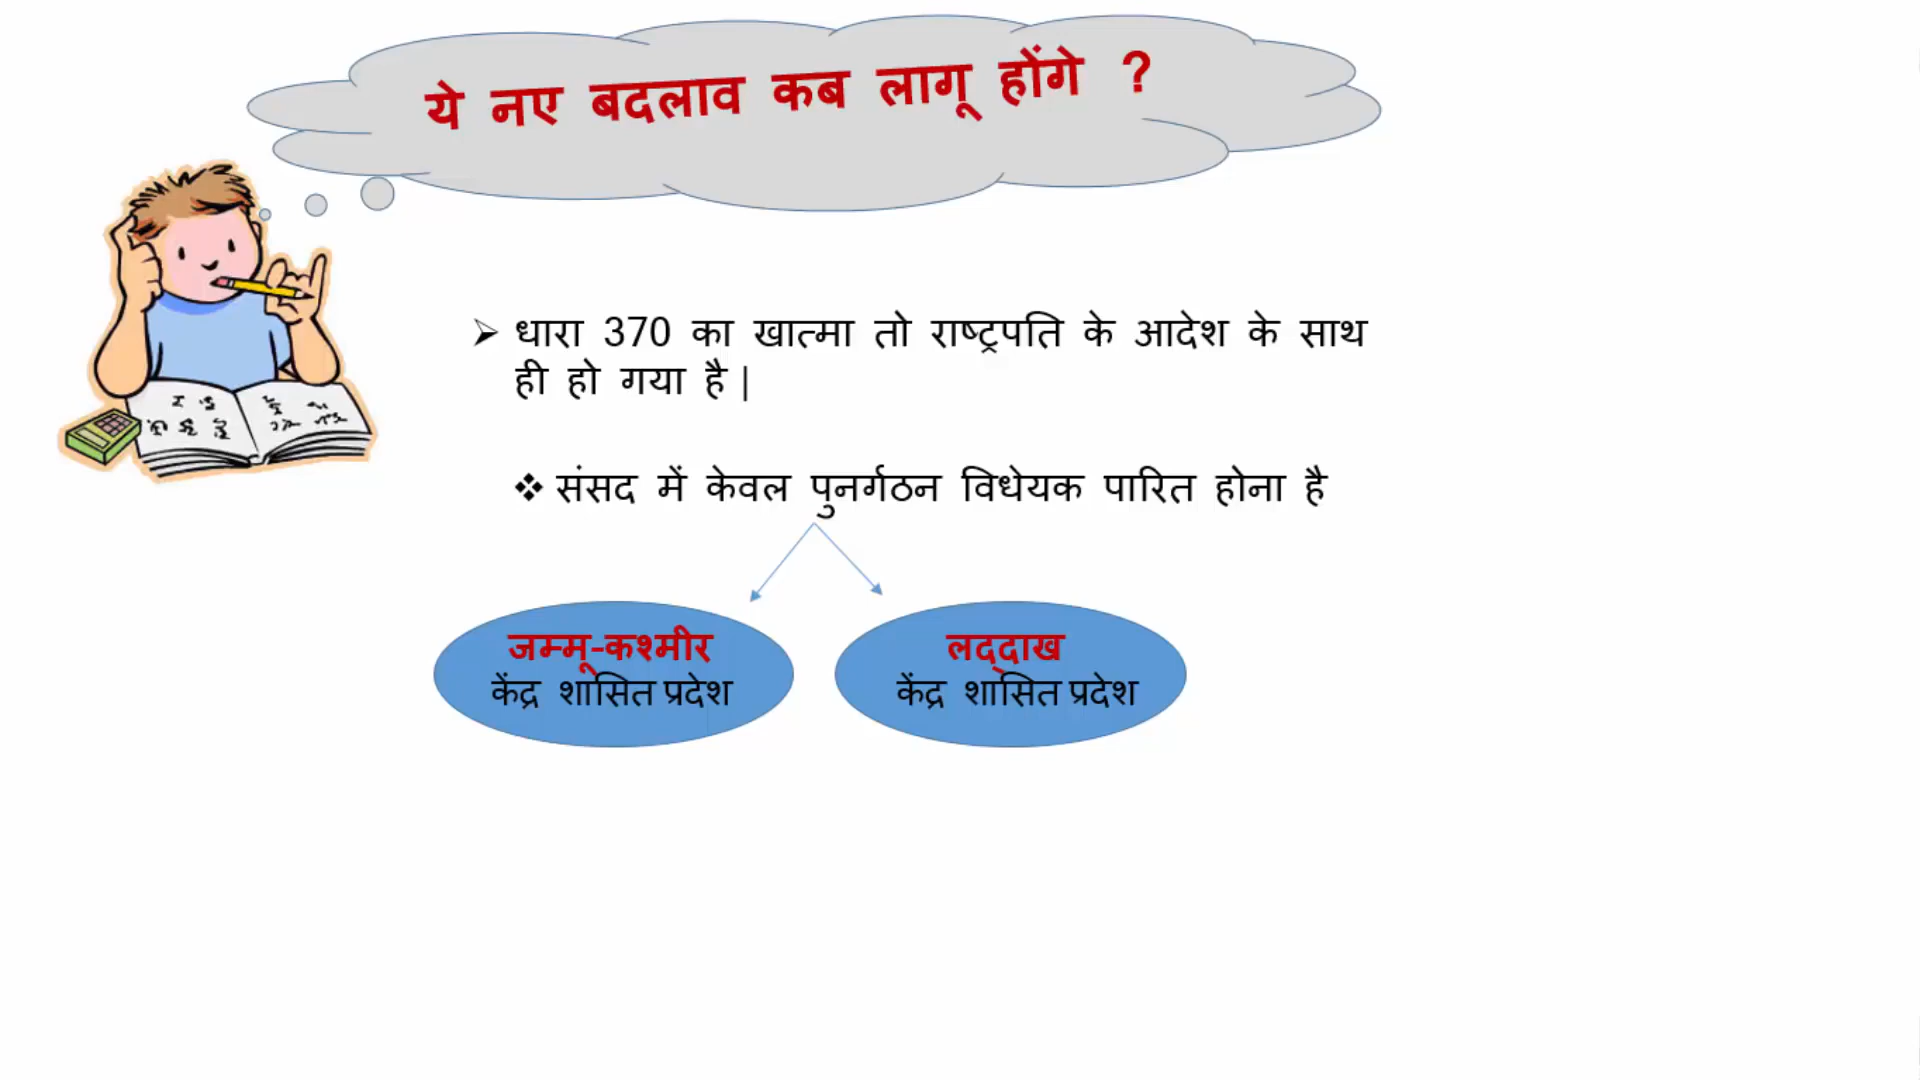 ये नए बदलाव कब लागू होंगे ?
➢ धारा 370 का खात्मा तो राष्ट्रपति के आदेश के साथ
ही हो गया है|
❖ संसद में केवल पुनर्गठन विधेयक पारित होना है
जम्मू-कश्मीर
केंद्र शासित प्रदेश
लद्दाख
केंद्र शासित प्रदेश